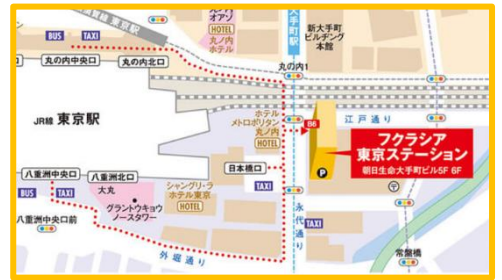 東京駅
丸の内
オアゾ
HOTEL
丸ノ内
ホテル
大手町駅
新大手町
ビルヂング
本館
BUS
TAXI
丸の内中央口
丸の内北口
丸の内1
JR線 東京駅
ホテル
メトロポリタン
丸ノ内
HOTEL
B6
江戸通り
フクラシア
東京ステーション
朝日生命大手町ビル5F 6F
P
〒
日本橋口
TAXI
八重洲中央口
八重洲北口
BUS
TAXI
大丸
グラントウキョウ
ノースタワー
シャングリ・ラ
ホテル東京
HOTEL
八重洲中央口前
外堀通り
永代通り
TAXI
常盤橋